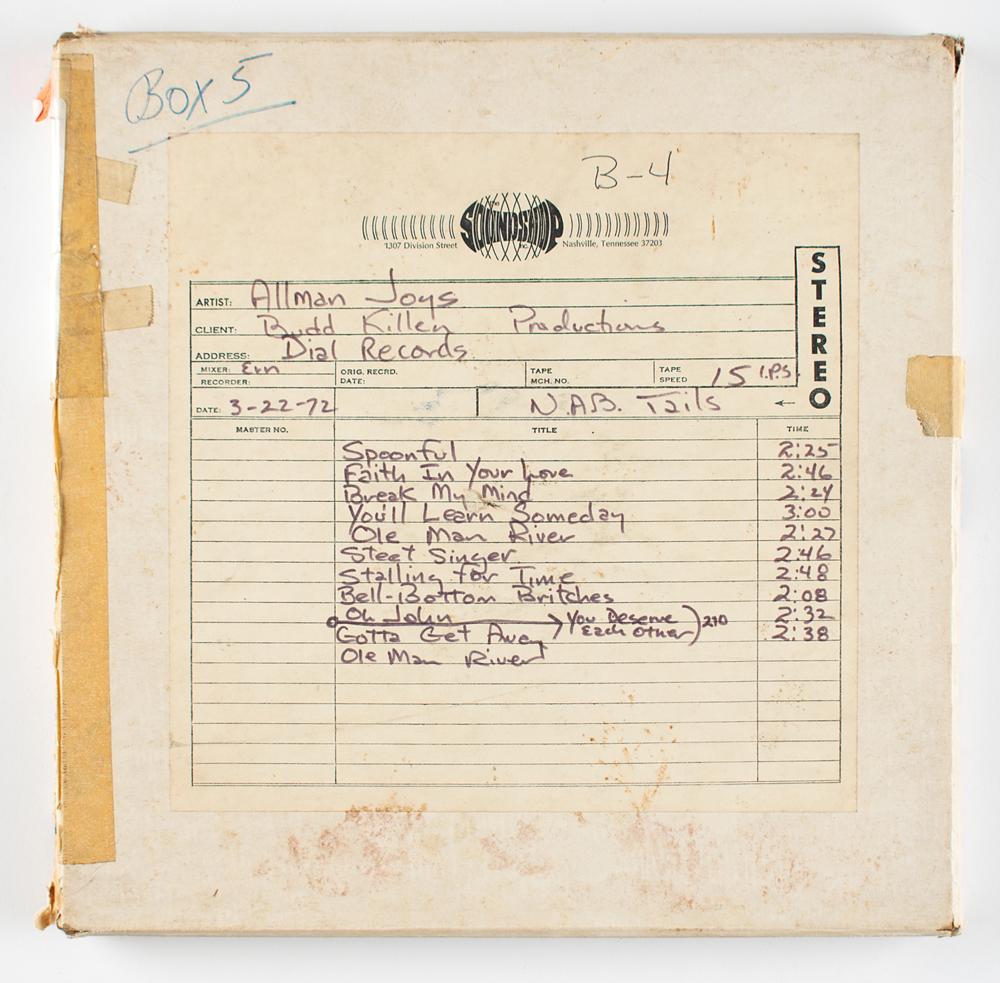 Box 5
B-4
The SOUNDSHOP Inc.
1307 Division Street Nashville, Tennessee 37203
STEREO
ARTIST: Allman Joys
CLIENT: Budd Killen Productions
ADDRESS: Dial Records
MIXER: Ern ORIG. RECRD. TAPE TAPE 15 I.P.S.
RECORDER: DATE: MCH. NO. SPEED
DATE: 3-22-72 N.A.B. Tails ←
MASTER NO. TITLE TIME
Spoonful 2:25
Faith In Your Love 2:46
Break My Mind 2:24
You'll Learn Someday 3:00
Ole Man River 2:27
Steet Singer 2:46
Stalling for Time 2:48
Bell-Bottom Britches 2:08
Oh John 2:32
You Deserve Each Other) 210
Gotta Get Away 2:38
Ole Man River